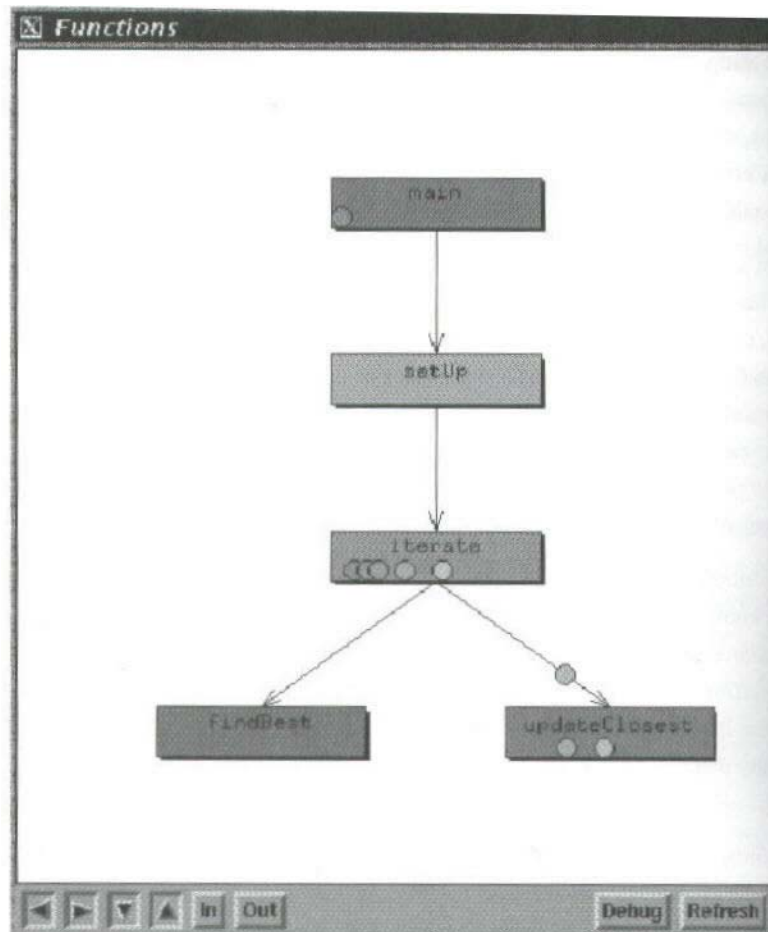 X Functions
main
setUp
iterate
findBest
updateClosest
In Out Debug Refresh